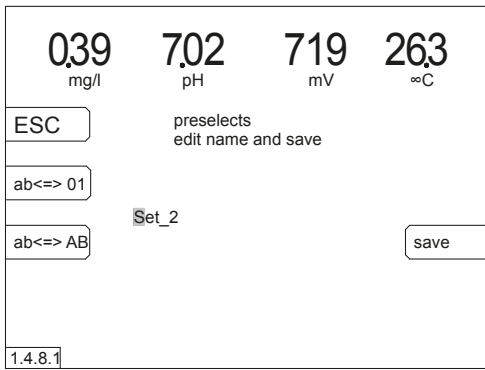 0.39 7.02 719 26.3
mg/l pH mV ∞C
ESC
preselects
edit name and save
ab<=> 01
Set_2
ab<=> AB
save
1.4.8.1